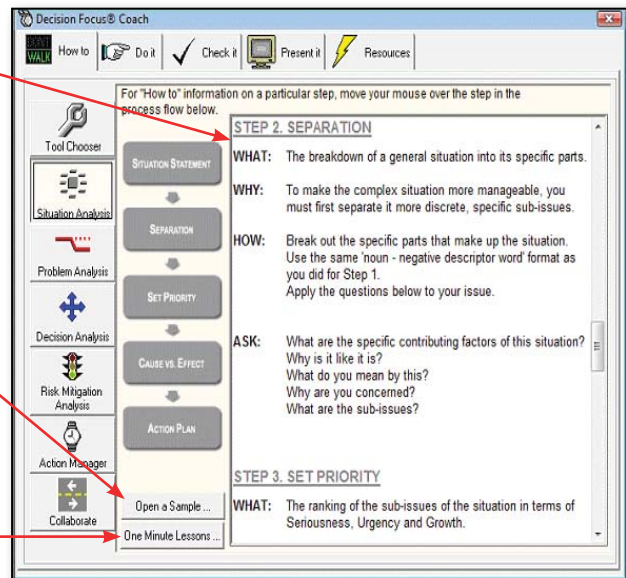 Decision Focus® Coach
DONT WALK How to Do it Check it Present it Resources
For "How to" information on a particular step, move your mouse over the step in the
process flow below.
Tool Chooser
Situation Analysis
Problem Analysis
Decision Analysis
Risk Mitigation
Analysis
Action Manager
Collaborate
SITUATION STATEMENT
SEPARATION
SET PRIORITY
CAUSE VS. EFFECT
ACTION PLAN
Open a Sample ...
One Minute Lessons ...
STEP 2. SEPARATION
WHAT: The breakdown of a general situation into its specific parts.
WHY: To make the complex situation more manageable, you
must first separate it more discrete, specific sub-issues.
HOW: Break out the specific parts that make up the situation.
Use the same 'noun - negative descriptor word' format as
you did for Step 1.
Apply the questions below to your issue.
ASK: What are the specific contributing factors of this situation?
Why is it like it is?
What do you mean by this?
Why are you concerned?
What are the sub-issues?
STEP 3. SET PRIORITY
WHAT: The ranking of the sub-issues of the situation in terms of
Seriousness, Urgency and Growth.